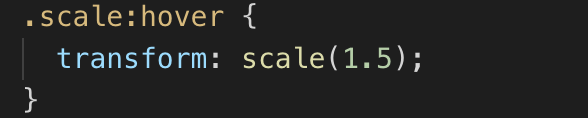 .scale:hover {
  transform: scale(1.5);
}